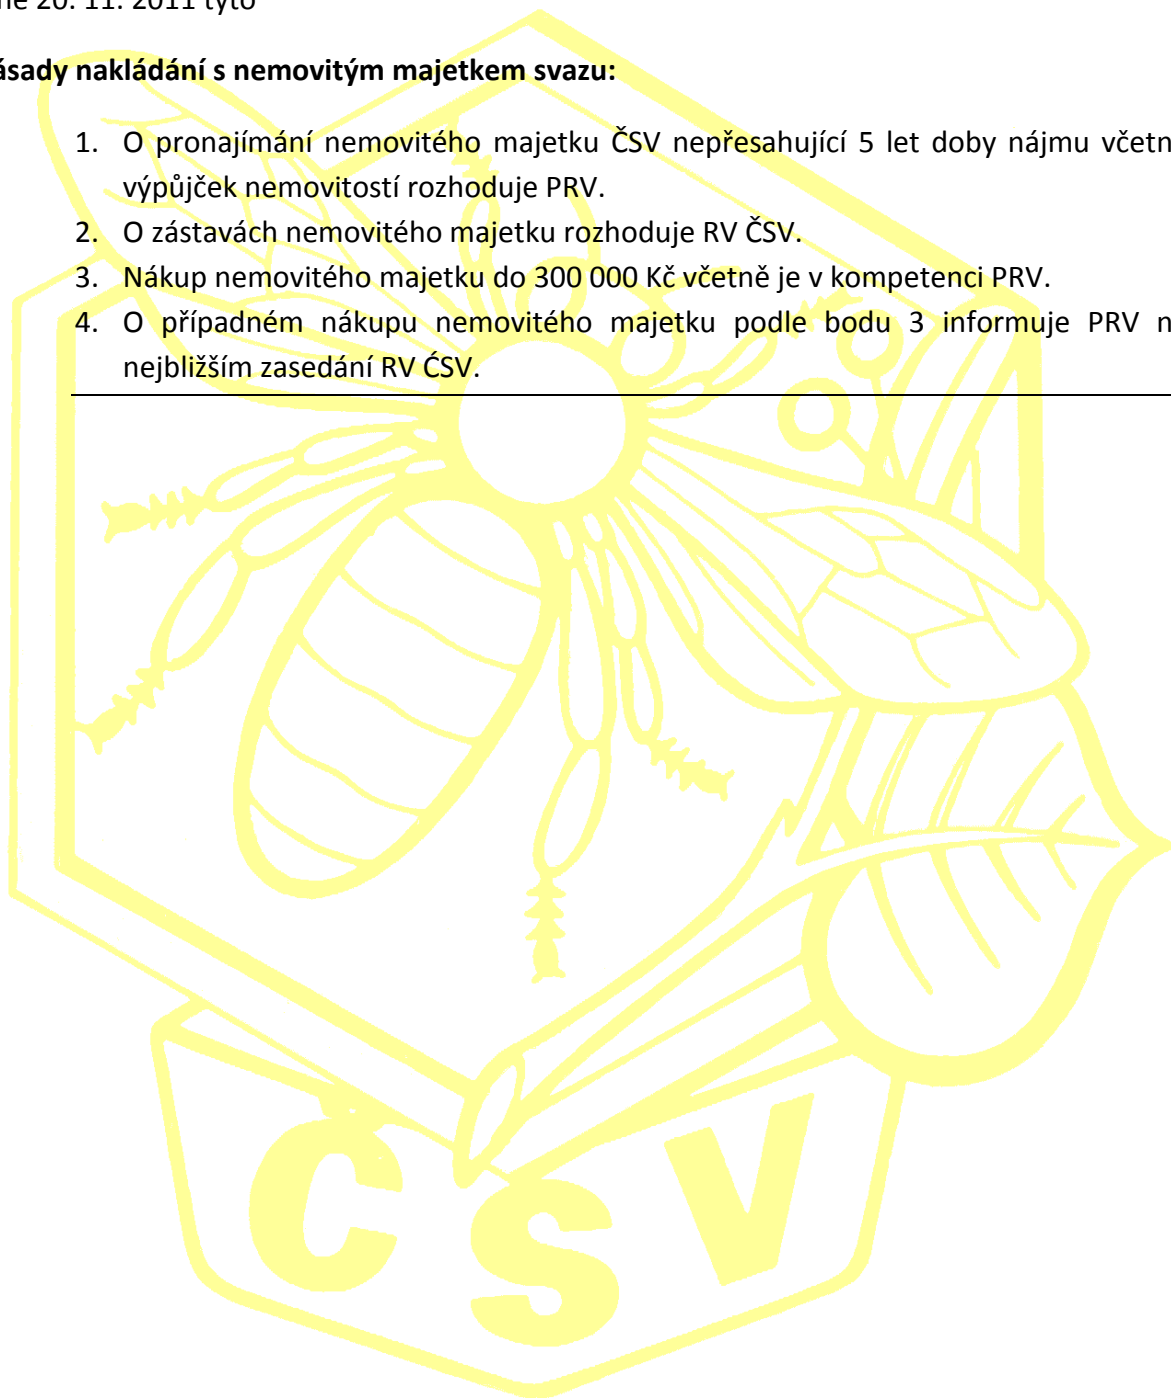 ne 20. 11. 2011 tyto
ásady nakládání s nemovitým majetkem svazu:
1. O pronajímání nemovitého majetku ČSV nepřesahující 5 let doby nájmu včetn
výpůjček nemovitostí rozhoduje PRV.
2. O zástavách nemovitého majetku rozhoduje RV ČSV.
3. Nákup nemovitého majetku do 300 000 Kč včetně je v kompetenci PRV.
4. O případném nákupu nemovitého majetku podle bodu 3 informuje PRV n
nejbližším zasedání RV ĆSV.
ČSV